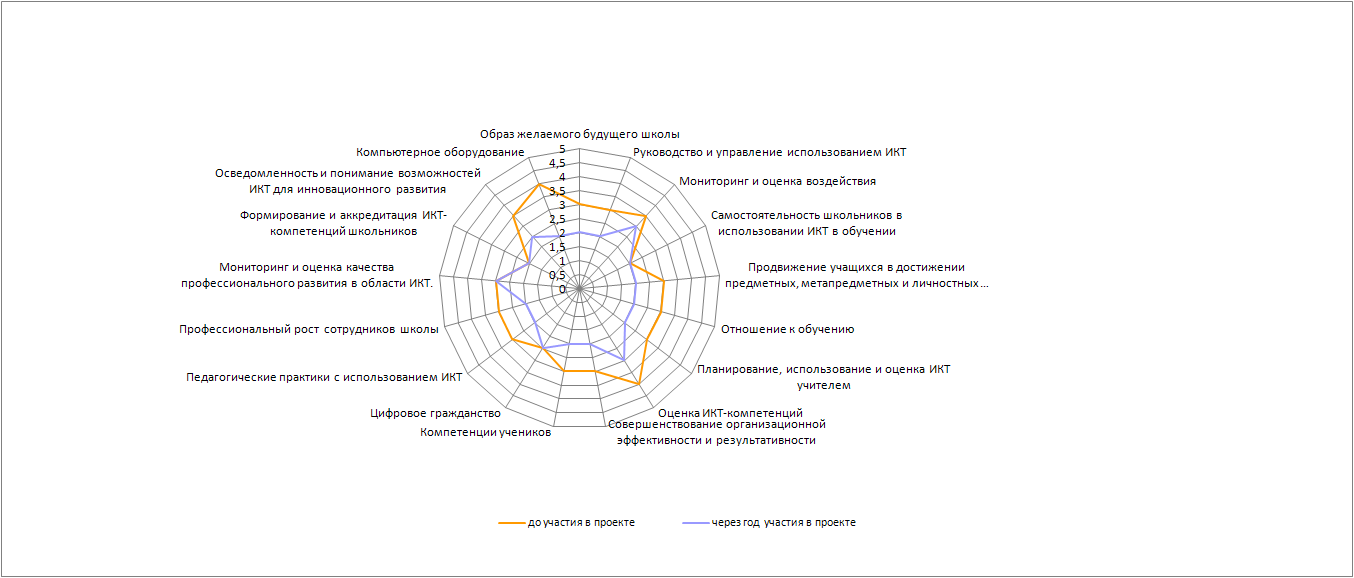 Образ желаемого будущего школы
Компьютерное оборудование
Руководство и управление использованием ИКТ
Осведомленность и понимание возможностей
ИКТ для инновационного развития
Мониторинг и оценка воздействия
Формирование и аккредитация ИКТ-
компетенций школьников
Самостоятельность школьников в
использовании ИКТ в обучении
Мониторинг и оценка качества
профессионального развития в области ИКТ.
Продвижение учащихся в достижении
предметных, метапредметных и личностных…
Профессиональный рост сотрудников школы
Отношение к обучению
Педагогические практики с использованием ИКТ
Планирование, использование и оценка ИКТ
учителем
Цифровое гражданство
Оценка ИКТ-компетенций
Компетенции учеников
Совершенствование организационной
эффективности и результативности
5
4,5
4
3,5
3
2,5
2
1,5
1
0,5
0
до участия в проекте
через год участия в проекте